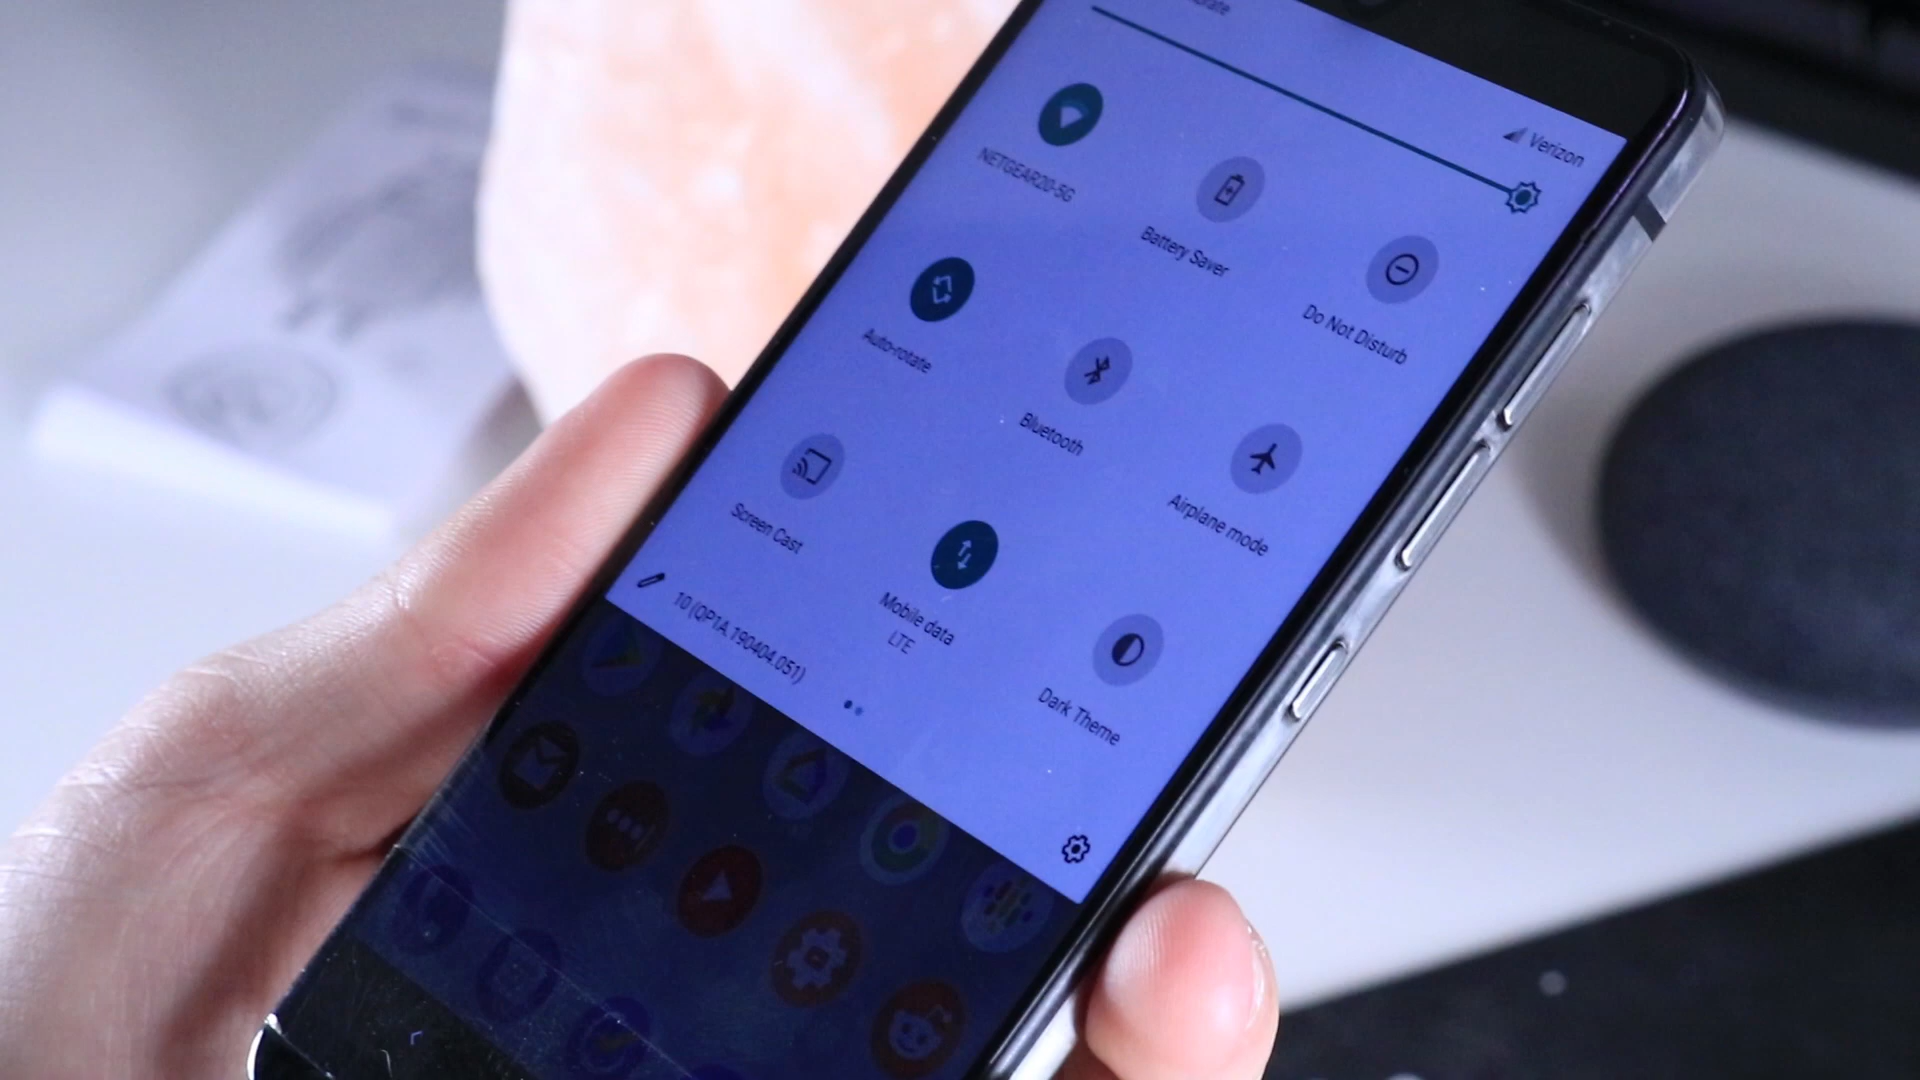 Verizon
NETGEAR20-5G
Battery Saver
Do Not Disturb
Auto-rotate
Bluetooth
Airplane mode
Screen Cast
Mobile data
LTE
Dark Theme
10 (QP1A.190404.051)